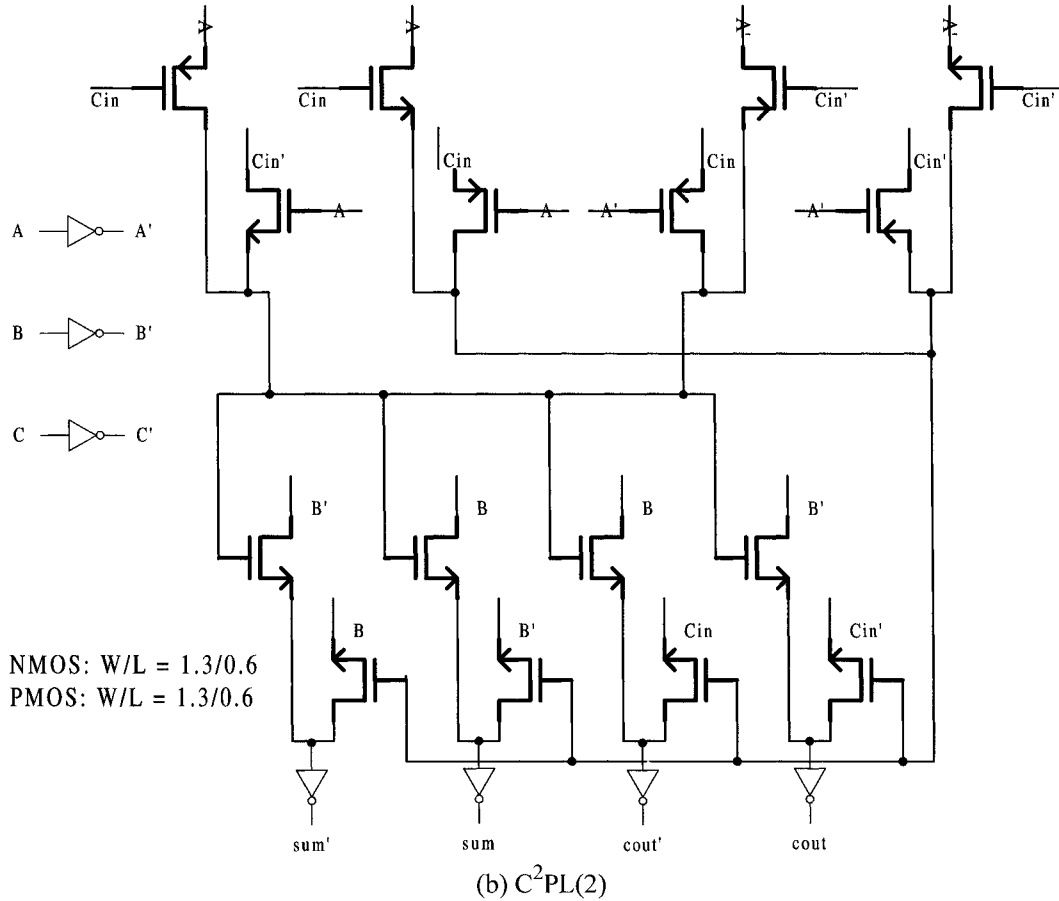 A A A' A'
Cin Cin Cin' Cin'
Cin' Cin Cin Cin'
A A A' A'
A A'
B B'
C C'
B' B B B'
B B' Cin Cin'
NMOS: W/L = 1.3/0.6
PMOS: W/L = 1.3/0.6
sum' sum cout' cout
(b) C²PL(2)